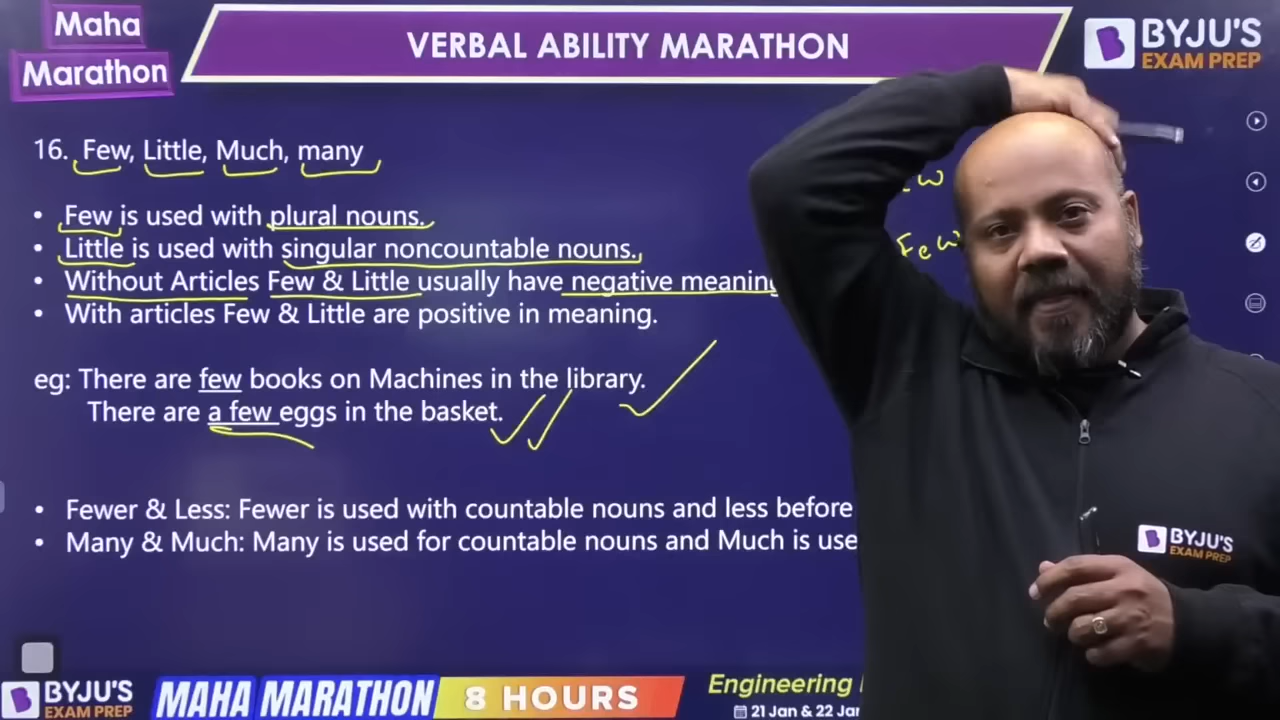 Maha
Marathon
VERBAL ABILITY MARATHON
BYJU'S
EXAM PREP
16. Few, Little, Much, many
• Few is used with plural nouns.
• Little is used with singular noncountable nouns.
• Without Articles Few & Little usually have negative meaning
• With articles Few & Little are positive in meaning.
Few
eg: There are few books on Machines in the library.
There are a few eggs in the basket.
• Fewer & Less: Fewer is used with countable nouns and less before
• Many & Much: Many is used for countable nouns and Much is
BYJU'S
EXAM PREP
BYJU'S
EXAM PREP
MAHA MARATHON
8 HOURS
Engineering
21 Jan & 22